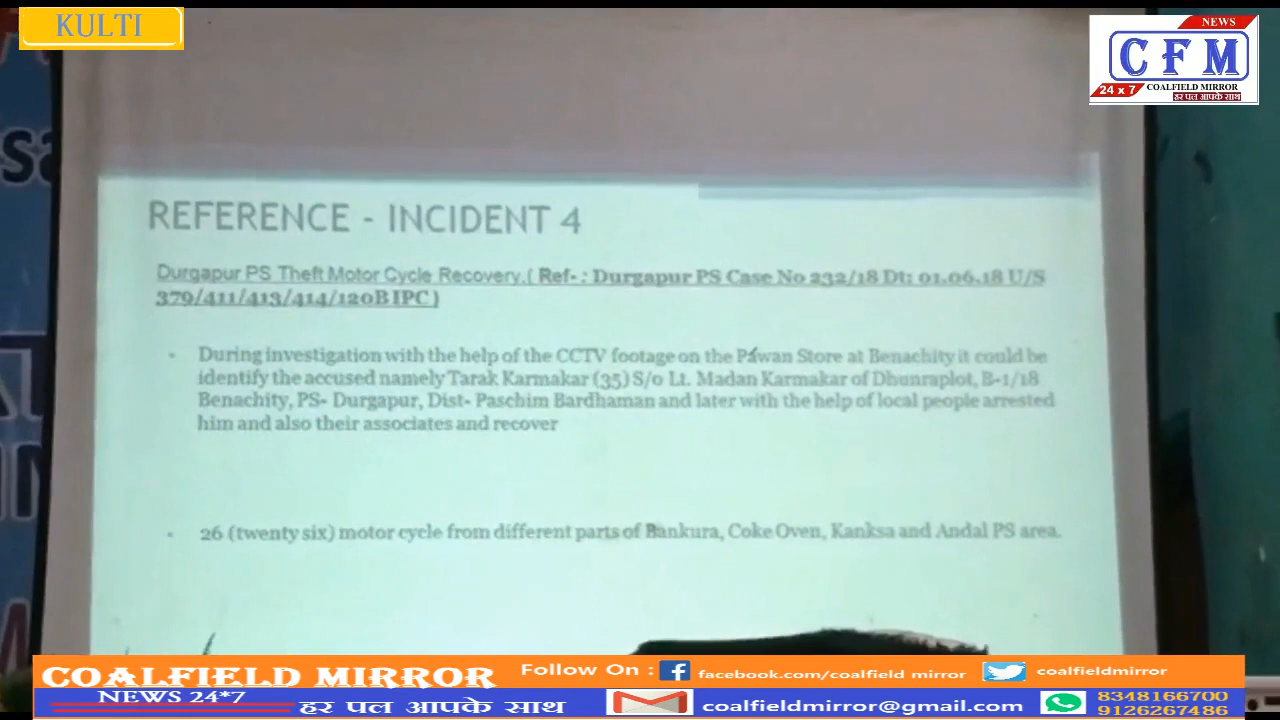 KULTI
NEWS
C F M
24 x 7 COALFIELD MIRROR
हर पल आपके साथ
REFERENCE - INCIDENT 4
Durgapur PS Theft Motor Cycle Recovery.( Ref- : Durgapur PS Case No 232/18 Dt: 01.06.18 U/S
379/411/413/414/120B IPC )
• During investigation with the help of the CCTV footage on the Pawan Store at Benachity it could be
identify the accused namely Tarak Karmakar (35) S/o Lt. Madan Karmakar of Dhunraplot, B-1/18
Benachity, PS- Durgapur, Dist- Paschim Bardhaman and later with the help of local people arrested
him and also their associates and recover
• 26 (twenty six) motor cycle from different parts of Bankura, Coke Oven, Kanksa and Andal PS area.
COALFIELD MIRROR Follow On : facebook.com/coalfield mirror coalfieldmirror
NEWS 24*7 हर पल आपके साथ coalfieldmirror@gmail.com 8348166700
9126267486